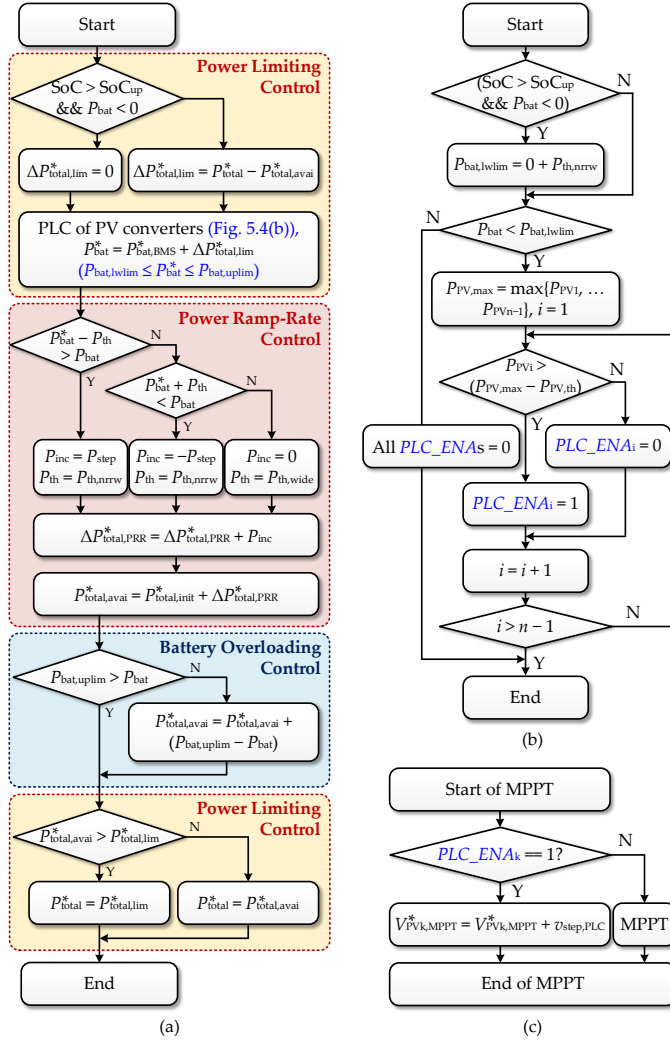 Start
Power Limiting
Control
SoC > SoCup
&& Pbat < 0
ΔP*total,lim = 0
ΔP*total,lim = P*total − P*total,avai
PLC of PV converters (Fig. 5.4(b)),
P*bat = P*bat,BMS + ΔP*total,lim
(Pbat,lwlim ≤ P*bat ≤ Pbat,uplim)
Power Ramp-Rate
Control
P*bat − Pth
> Pbat
N
Y
P*bat + Pth
< Pbat
N
Y
Pinc = Pstep
Pth = Pth,nrrw
Pinc = −Pstep
Pth = Pth,nrrw
Pinc = 0
Pth = Pth,wide
ΔP*total,PRR = ΔP*total,PRR + Pinc
P*total,avai = P*total,init + ΔP*total,PRR
Battery Overloading
Control
Pbat,uplim > Pbat
N
Y
P*total,avai = P*total,avai +
(Pbat,uplim − Pbat)
Power Limiting
Control
P*total,avai > P*total,lim
N
Y
P*total = P*total,lim
P*total = P*total,avai
End
(a)
Start
(SoC > SoCup
&& Pbat < 0)
N
Y
Pbat,lwlim = 0 + Pth,nrrw
N
Pbat < Pbat,lwlim
Y
PPV,max = max{PPV1, …
PPVn−1}, i = 1
PPVi >
(PPV,max − PPV,th)
N
Y
All PLC_ENAs = 0
PLC_ENAi = 0
PLC_ENAi = 1
i = i + 1
i > n − 1
N
Y
End
(b)
Start of MPPT
PLC_ENAk == 1?
N
Y
V*PVk,MPPT = V*PVk,MPPT + vstep,PLC
MPPT
End of MPPT
(c)